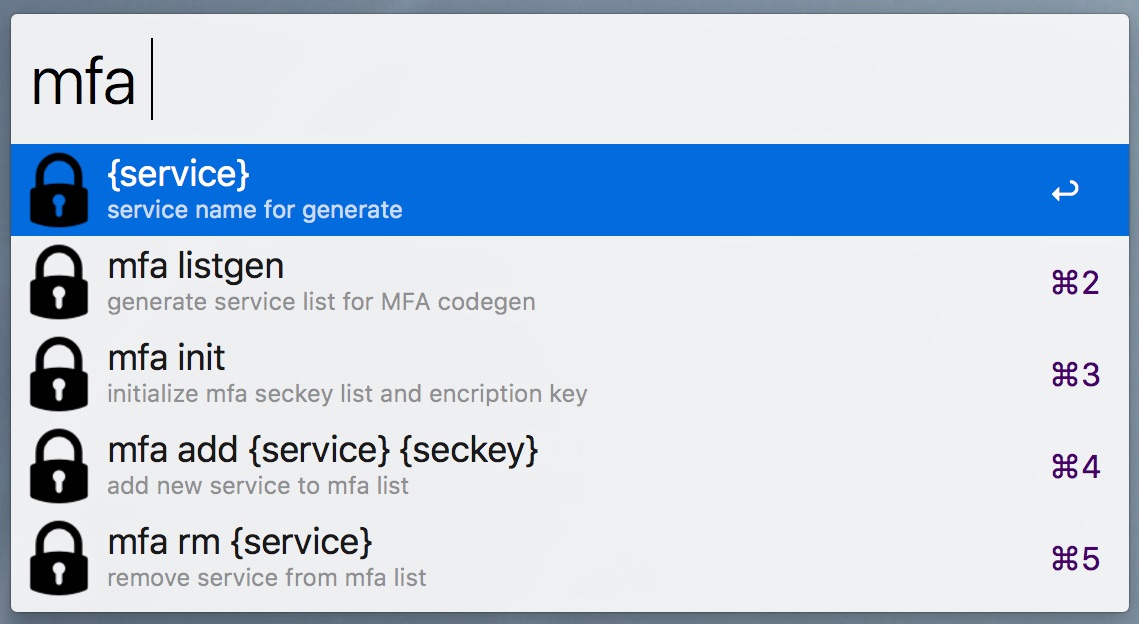 mfa
{service}
service name for generate
↩
mfa listgen
generate service list for MFA codegen
⌘2
mfa init
initialize mfa seckey list and encription key
⌘3
mfa add {service} {seckey}
add new service to mfa list
⌘4
mfa rm {service}
remove service from mfa list
⌘5